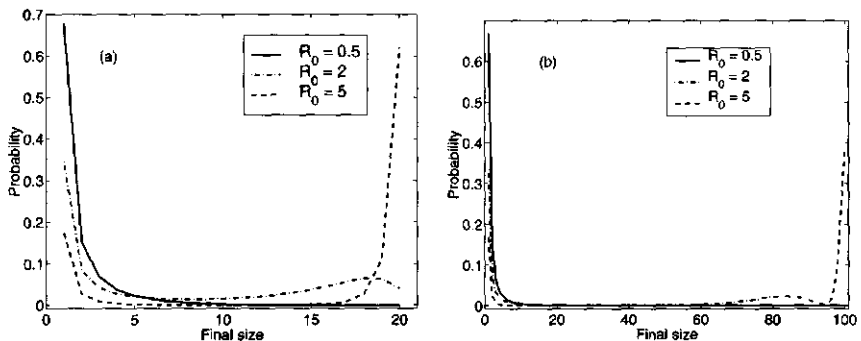 0.7
0.6
0.5
0.4
0.3
0.2
0.1
0
Probability
(a)
R0 = 0.5
R0 = 2
R0 = 5
0 5 10 15 20
Final size
0.6
0.5
0.4
0.3
0.2
0.1
0
Probability
(b)
R0 = 0.5
R0 = 2
R0 = 5
0 20 40 60 80 100
Final size